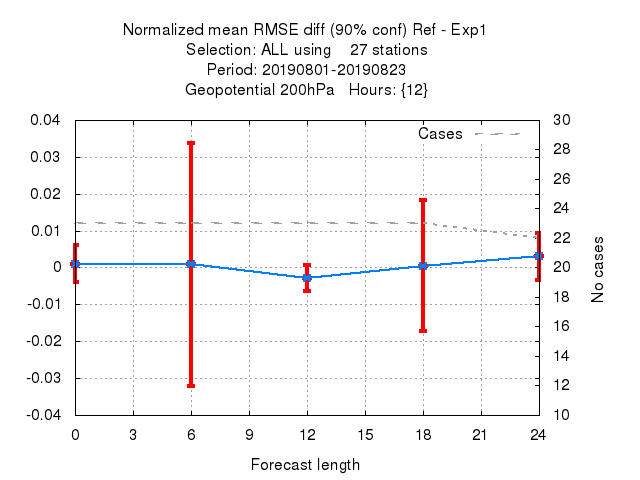 Normalized mean RMSE diff (90% conf) Ref - Exp1
Selection: ALL using    27 stations
Period: 20190801-20190823
Geopotential 200hPa   Hours: {12}
Cases
0.04
0.03
0.02
0.01
0
-0.01
-0.02
-0.03
-0.04
30
28
26
24
22
20
18
16
14
12
10
No cases
0 3 6 9 12 15 18 21 24
Forecast length